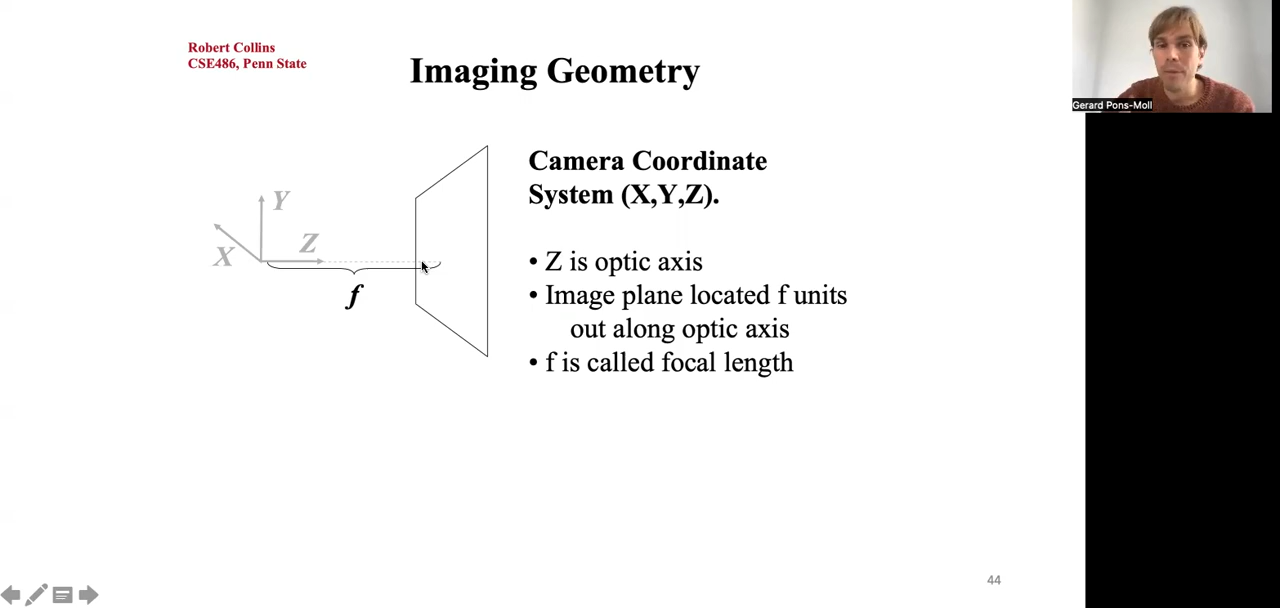 Robert Collins
CSE486, Penn State
Imaging Geometry
Gerard Pons-Moll
Camera Coordinate
System (X,Y,Z).
Y
X
Z
f
• Z is optic axis
• Image plane located f units
out along optic axis
• f is called focal length
44